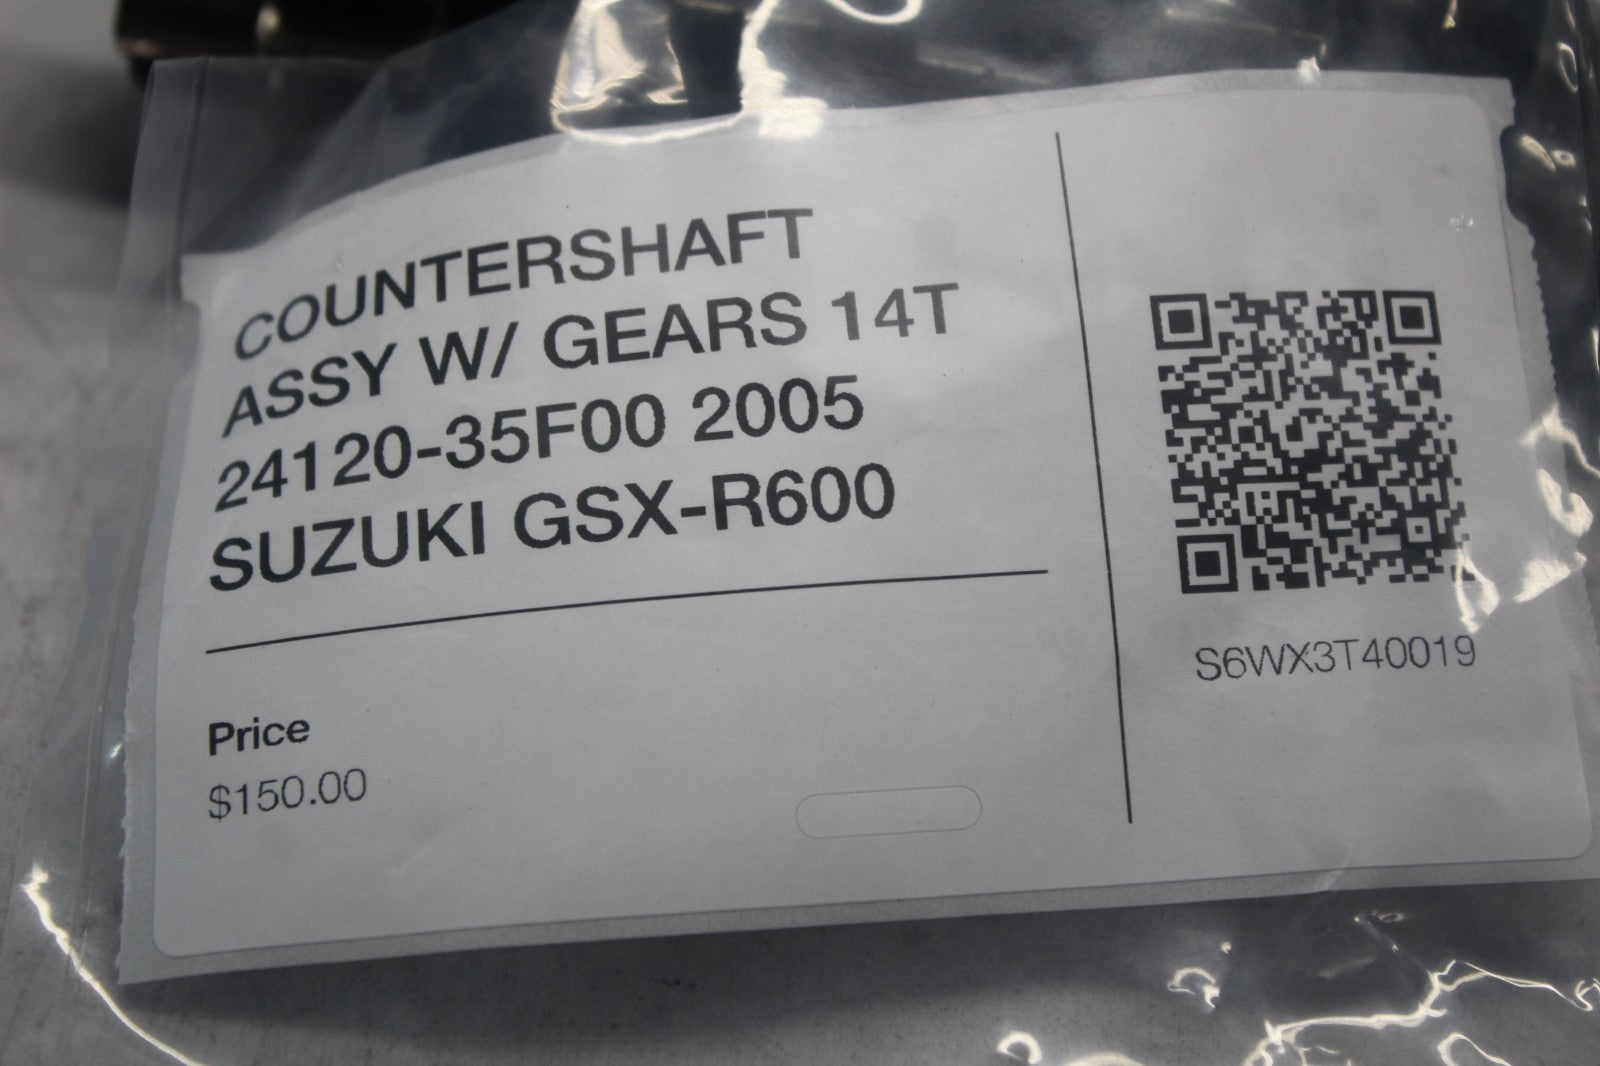 COUNTERSHAFT
ASSY W/ GEARS 14T
24120-35F00 2005
SUZUKI GSX-R600
Price
$150.00
S6WX3T40019